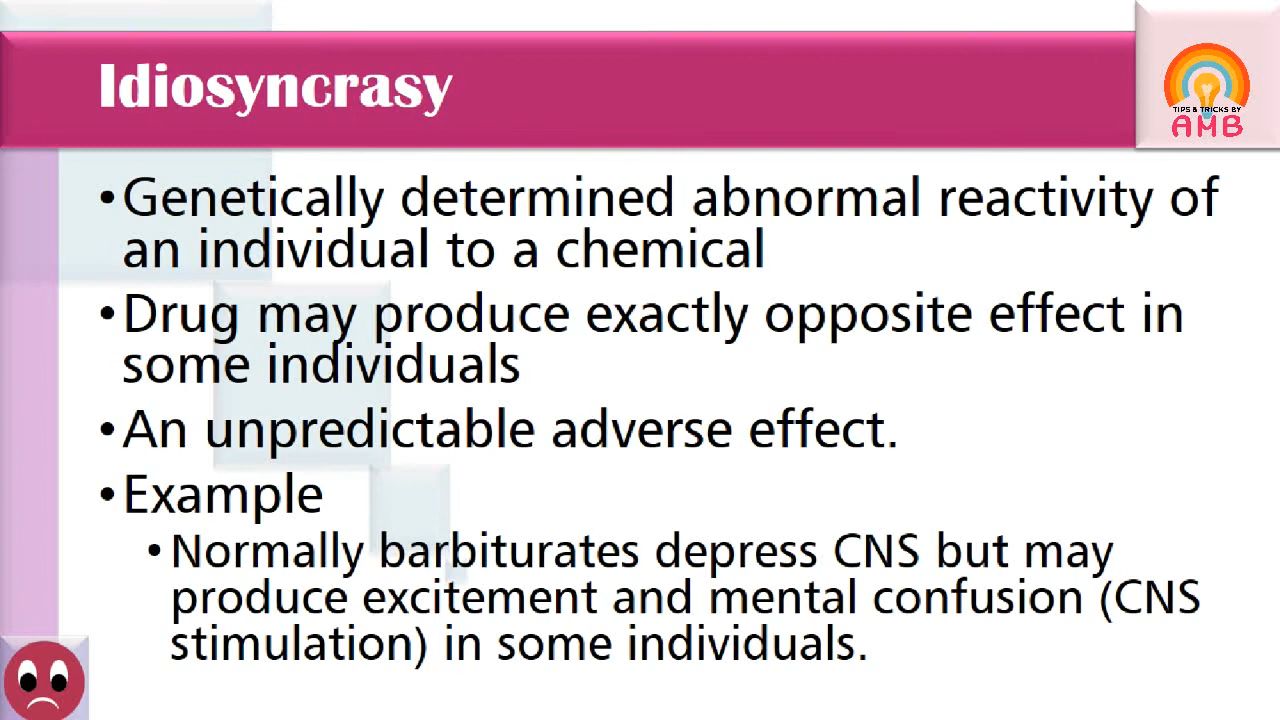 Idiosyncrasy
TIPS & TRICKS BY
AMB
•Genetically determined abnormal reactivity of
an individual to a chemical
•Drug may produce exactly opposite effect in
some individuals
•An unpredictable adverse effect.
•Example
•Normally barbiturates depress CNS but may
produce excitement and mental confusion (CNS
stimulation) in some individuals.